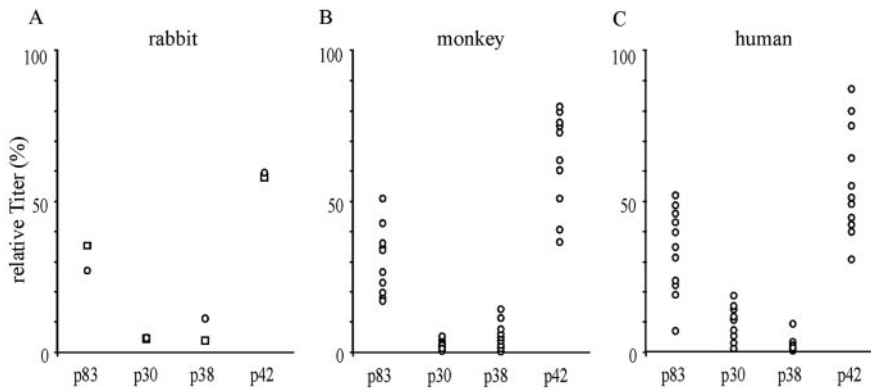 A
rabbit
100
50
0
relative Titer (%)
p83 p30 p38 p42
B
monkey
100
50
0
p83 p30 p38 p42
C
human
100
50
0
p83 p30 p38 p42